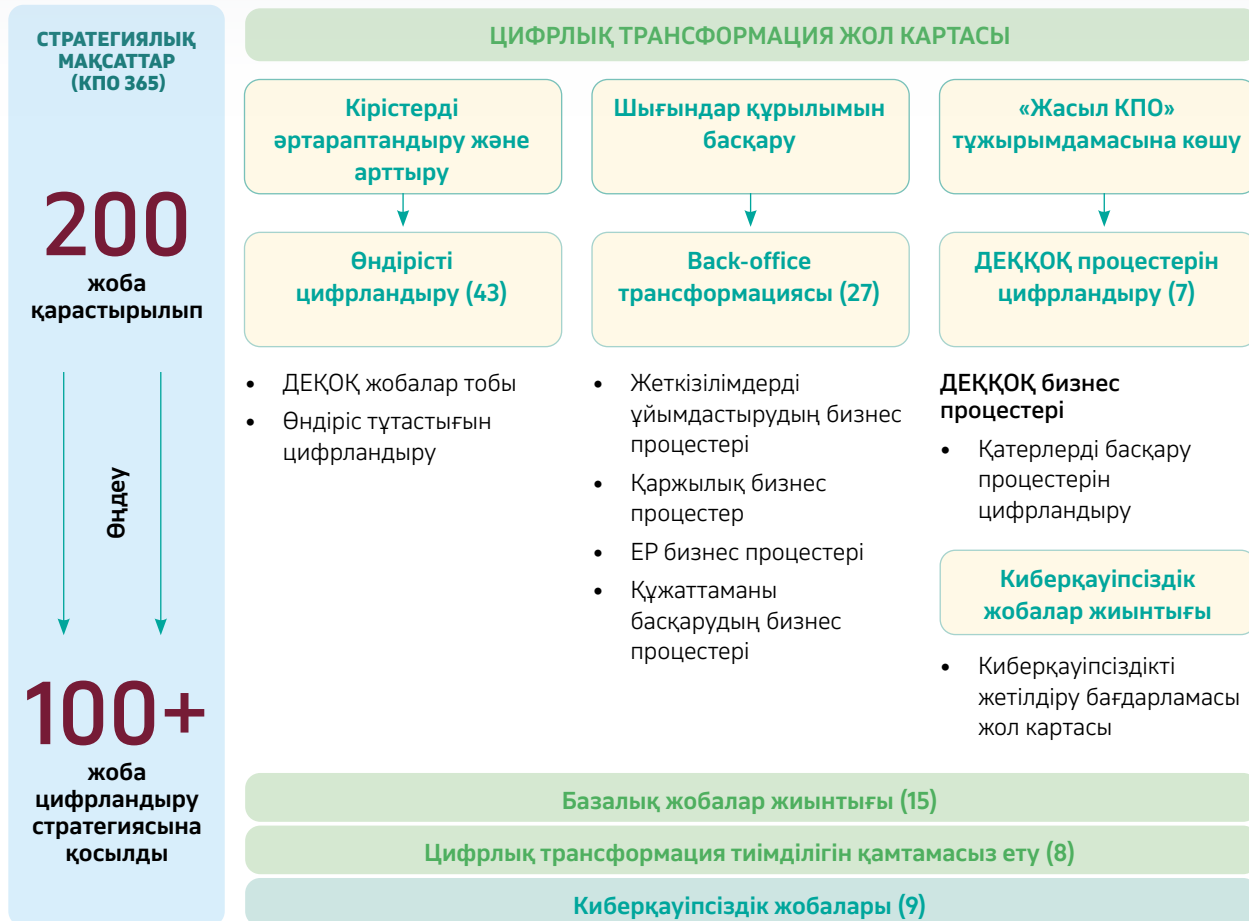 СТРАТЕГИЯЛЫҚ
МАҚСАТТАР
(КПО 365)
200
жоба
қарастырылып
Өңдеу
100+
жоба
цифрландыру
стратегиясына
қосылды
ЦИФРЛЫҚ ТРАНСФОРМАЦИЯ ЖОЛ КАРТАСЫ
Кірістерді
әртараптандыру және
арттыру
Өндірісті
цифрландыру (43)
• ДЕҚОҚ жобалар тобы
• Өндіріс тұтастығын
цифрландыру
Шығындар құрылымын
басқару
Back-office
трансформациясы (27)
• Жеткізілімдерді
ұйымдастырудың бизнес
процестері
• Қаржылық бизнес
процестер
• ЕР бизнес процестері
• Құжаттаманы
басқарудың бизнес
процестері
«Жасыл КПО»
тұжырымдамасына көшу
ДЕҚҚОҚ процестерін
цифрландыру (7)
ДЕҚҚОҚ бизнес
процестері
• Қатерлерді басқару
процестерін
цифрландыру
Киберқауіпсіздік
жобалар жиынтығы
• Киберқауіпсіздікті
жетілдіру бағдарламасы
жол картасы
Базалық жобалар жиынтығы (15)
Цифрлық трансформация тиімділігін қамтамасыз ету (8)
Киберқауіпсіздік жобалары (9)